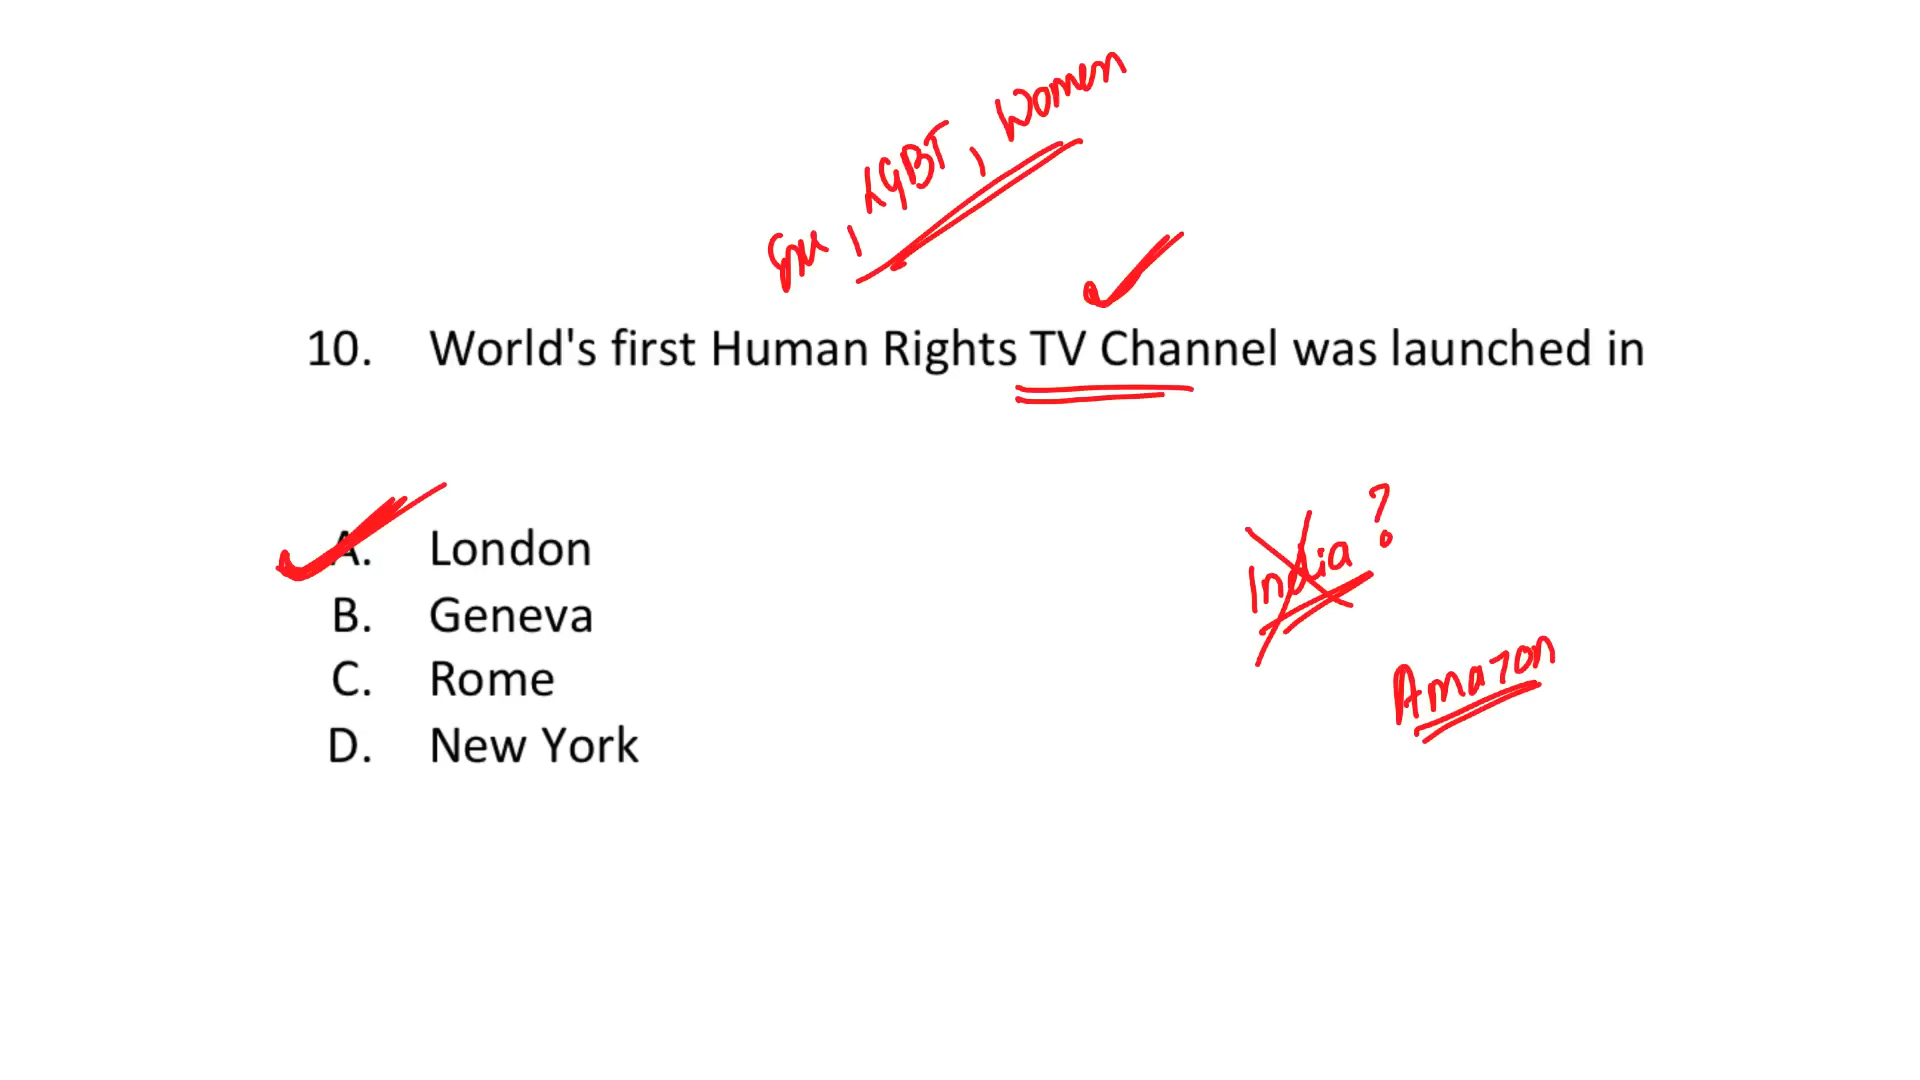 , LGBT, Women
10. World's first Human Rights TV Channel was launched in
A. London
B. Geneva
C. Rome
D. New York
India?
Amazon